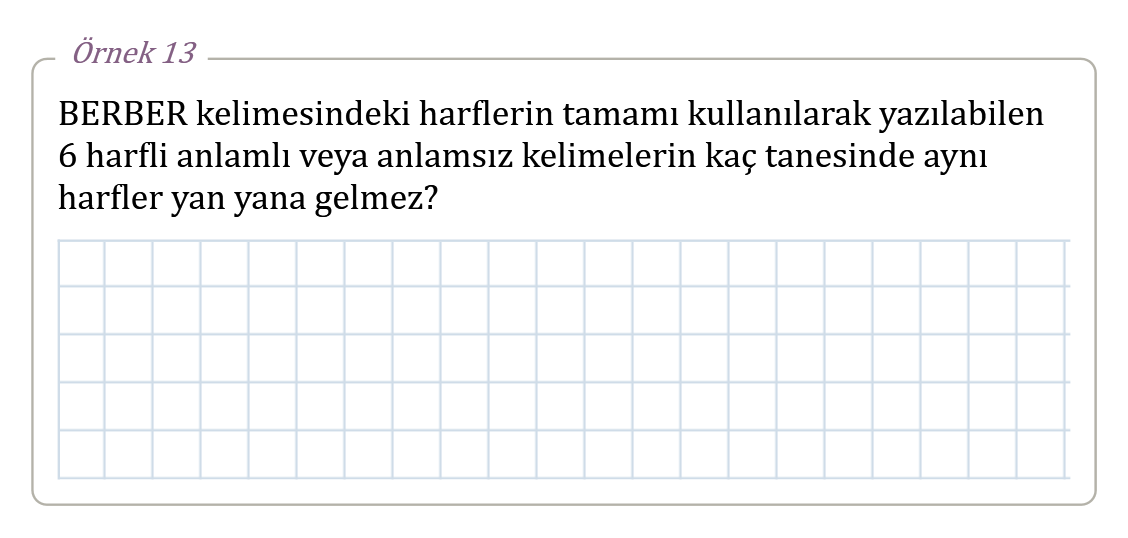 Örnek 13
BERBER kelimesindeki harflerin tamamı kullanılarak yazılabilen
6 harfli anlamlı veya anlamsız kelimelerin kaç tanesinde aynı
harfler yan yana gelmez?